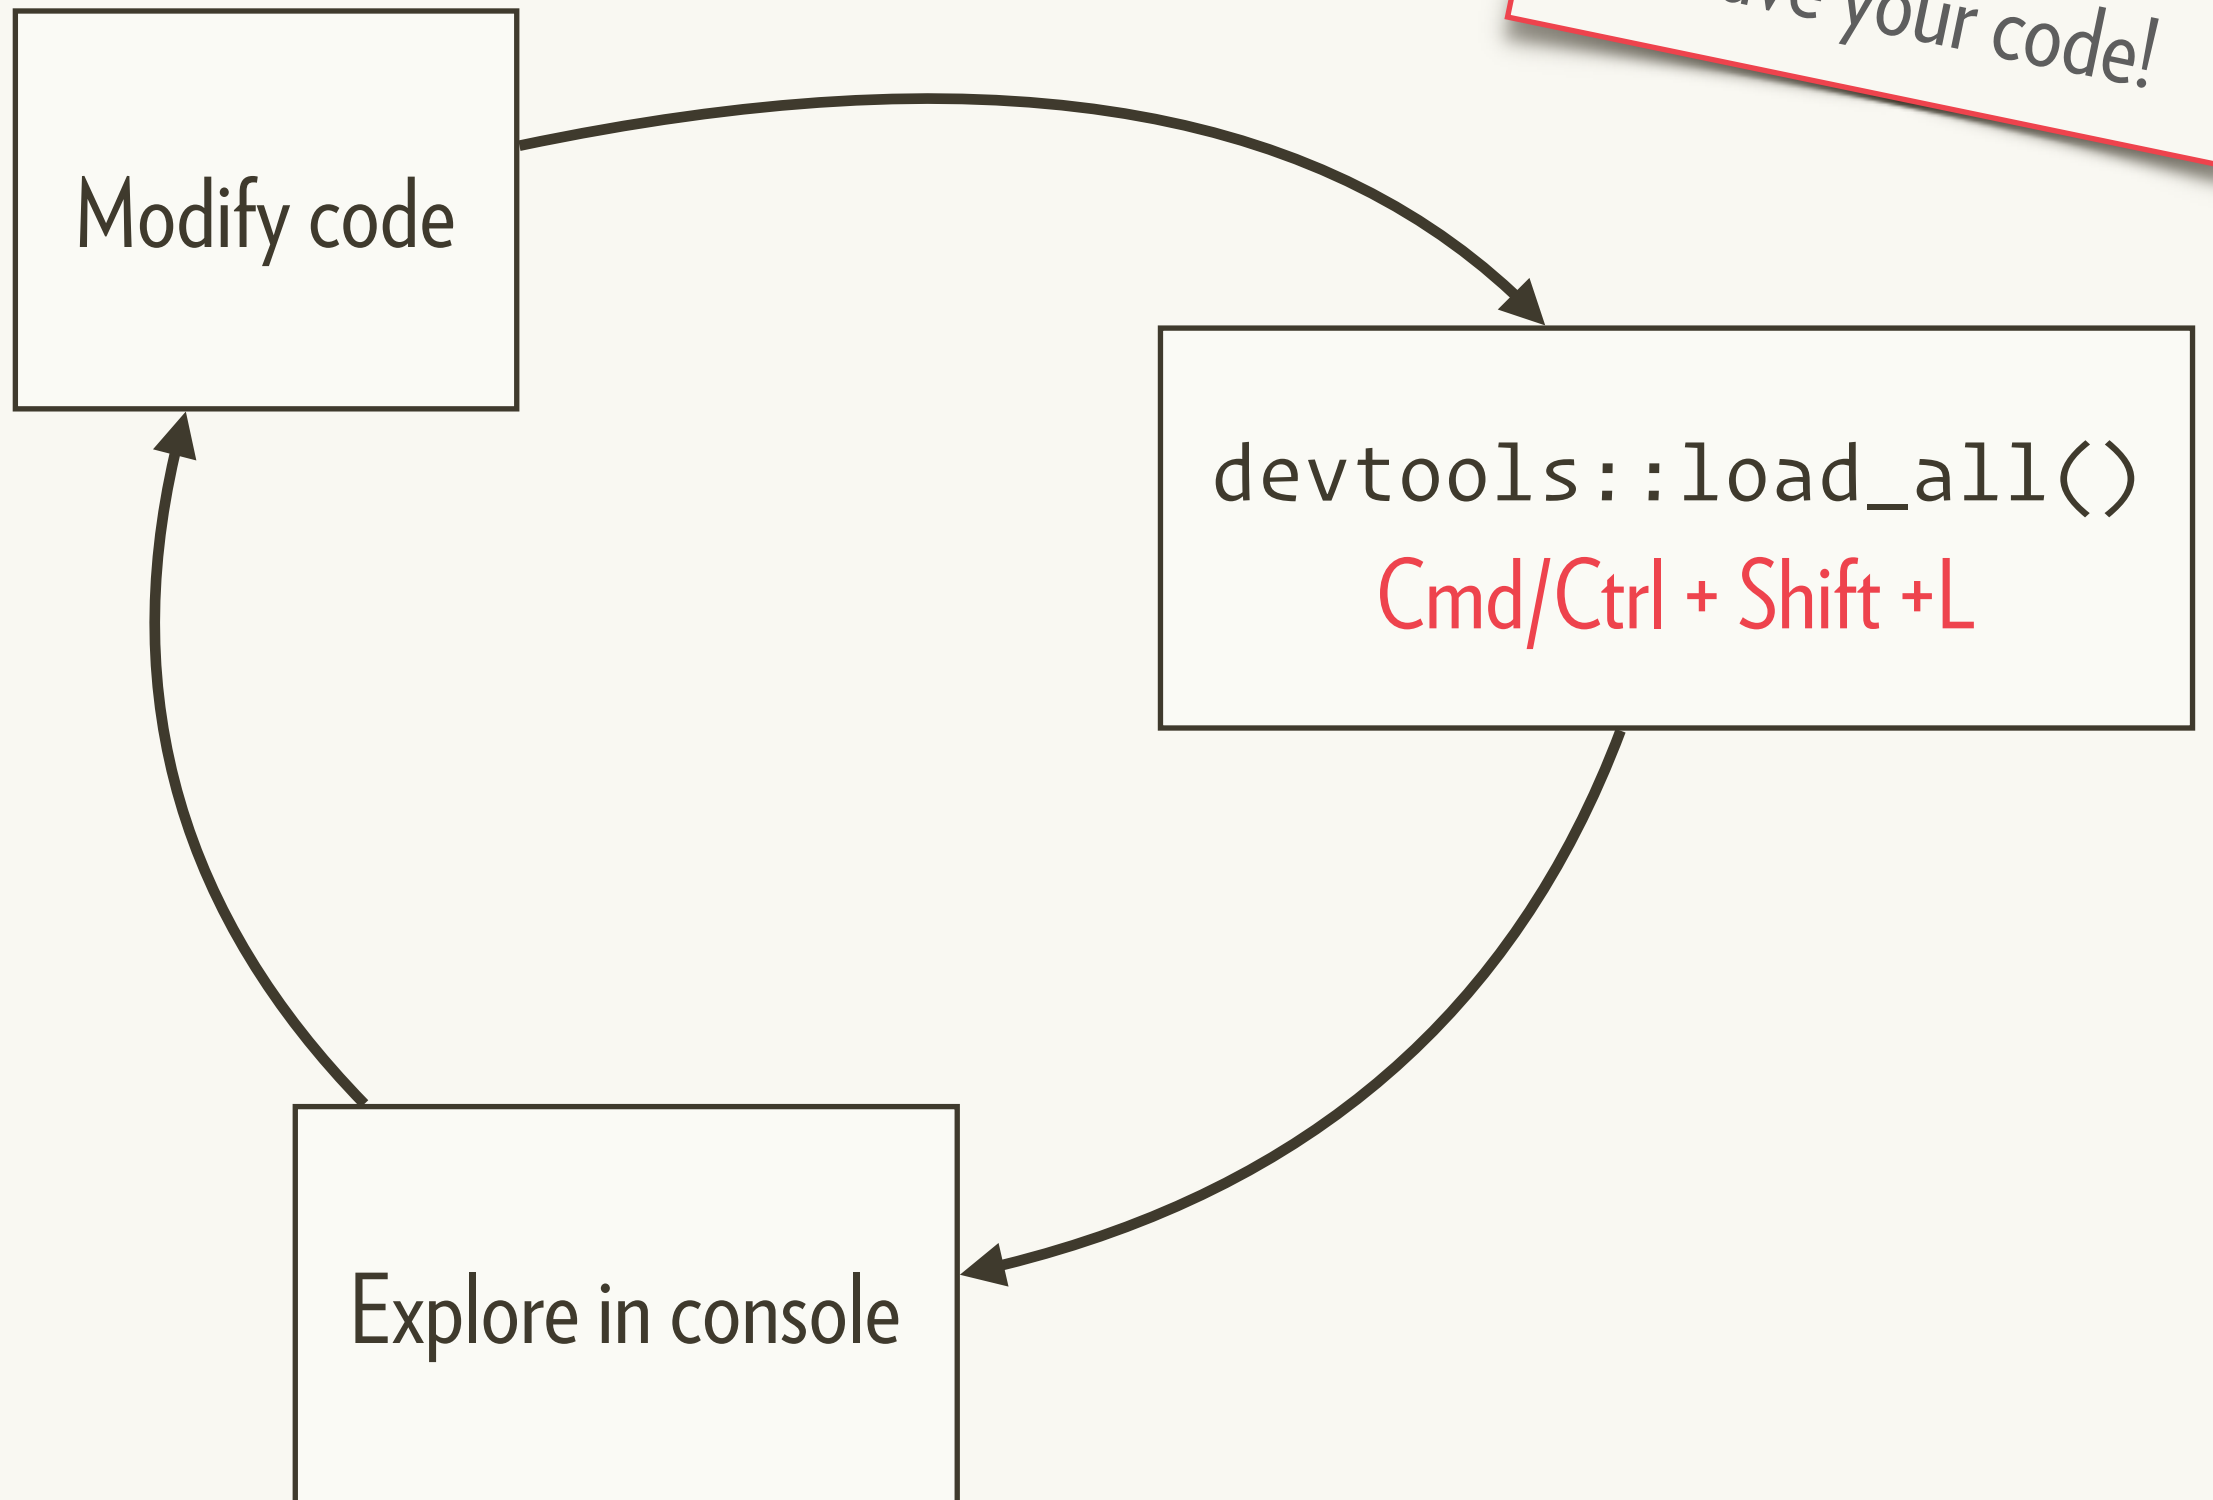 your code!
Modify code
devtools::load_all()
Cmd/Ctrl + Shift +L
Explore in console